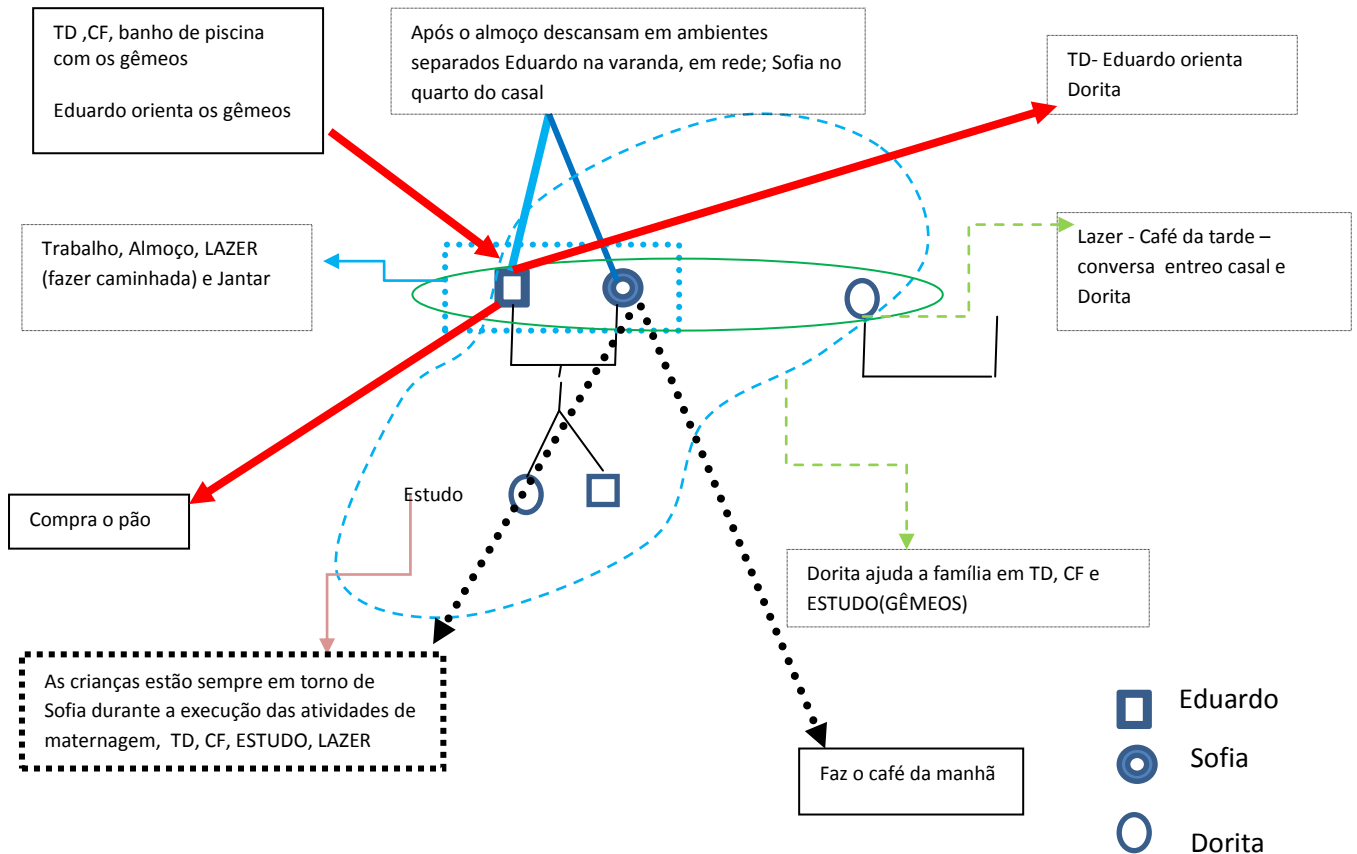 TD ,CF, banho de piscina
com os gêmeos
Eduardo orienta os gêmeos
Após o almoço descansam em ambientes
separados Eduardo na varanda, em rede; Sofia no
quarto do casal
TD- Eduardo orienta
Dorita
Trabalho, Almoço, LAZER
(fazer caminhada) e Jantar
Lazer - Café da tarde –
conversa entreo casal e
Dorita
Estudo
Compra o pão
Dorita ajuda a família em TD, CF e
ESTUDO(GÊMEOS)
As crianças estão sempre em torno de
Sofia durante a execução das atividades de
maternagem, TD, CF, ESTUDO, LAZER
Faz o café da manhã
Eduardo
Sofia
Dorita